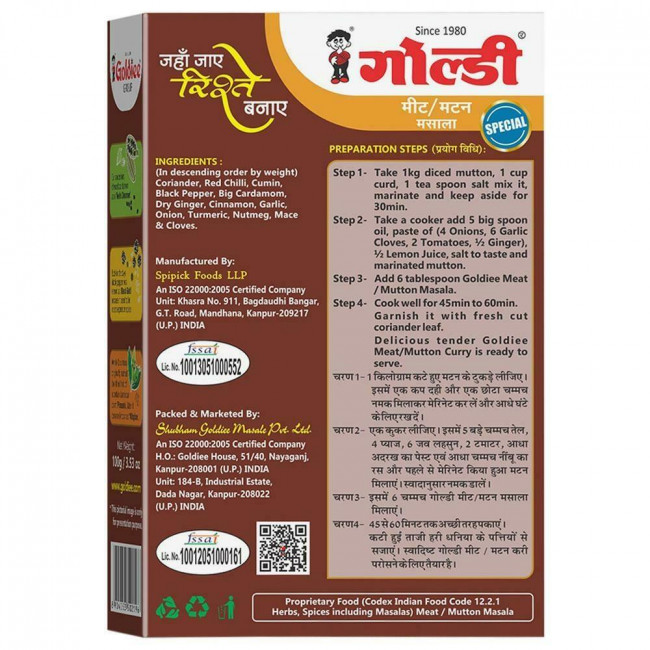 Since 1980
गोल्डी
मीट/मटन
मसाला
SPECIAL
जहाँ जाए
रिश्ते
बनाए
INGREDIENTS :
(In descending order by weight)
Coriander, Red Chilli, Cumin,
Black Pepper, Big Cardamom,
Dry Ginger, Cinnamon, Garlic,
Onion, Turmeric, Nutmeg, Mace
& Cloves.
Manufactured By:
Spipick Foods LLP
An ISO 22000:2005 Certified Company
Unit: Khasra No. 911, Bagdaudhi Bangar,
G.T. Road, Mandhana, Kanpur-209217
(U.P.) INDIA
fssai
Lic. No. 10013051000552
Packed & Marketed By:
Shubham Goldiee Masale Pvt. Ltd.
An ISO 22000:2005 Certified Company
H.O.: Goldiee House, 51/40, Nayaganj,
Kanpur-208001 (U.P.) INDIA
Unit: 184-B, Industrial Estate,
Dada Nagar, Kanpur-208022
(U.P.) INDIA
fssai
Lic. No. 10012051000161
PREPARATION STEPS (प्रयोग विधि):
Step 1- Take 1kg diced mutton, 1 cup
curd, 1 tea spoon salt mix it,
marinate and keep aside for
30min.
Step 2- Take a cooker add 5 big spoon
oil, paste of (4 Onions, 6 Garlic
Cloves, 2 Tomatoes, ½ Ginger),
½ Lemon Juice, salt to taste and
marinated mutton.
Step 3- Add 6 tablespoon Goldiee Meat
/ Mutton Masala.
Step 4- Cook well for 45min to 60min.
Garnish it with fresh cut
coriander leaf.
Delicious tender Goldiee
Meat/Mutton Curry is ready to
serve.
चरण1- 1 किलोग्राम कटे हुए मटन के टुकड़े लीजिए।
इसमें एक कप दही और एक छोटा चम्मच
नमक मिलाकर मेरिनेट कर लें और आधे घंटे
के लिए रख दें।
चरण2- एक कुकर लीजिए। इसमें 5 बड़े चम्मच तेल,
4 प्याज, 6 जव लहसुन, 2 टमाटर, आधा
अदरख का पेस्ट एवं आधा चम्मच नींबू का
रस और पहले से मेरिनेट किया हुआ मटन
मिलाएं। स्वादानुसार नमक डालें।
चरण3- इसमें 6 चम्मच गोल्डी मीट/मटन मसाला
मिलाएं।
चरण4- 45 से 60 मिनट तक अच्छी तरह पकाएं।
कटी हुई ताजी हरी धनिया के पत्तियों से
सजाएं। स्वादिष्ट गोल्डी मीट / मटन करी
परोसने के लिए तैयार है।
Proprietary Food (Codex Indian Food Code 12.2.1
Herbs, Spices including Masalas) Meat / Mutton Masala
Goldiee
Net Weight:
100g / 3.53 oz
www.goldiee.com